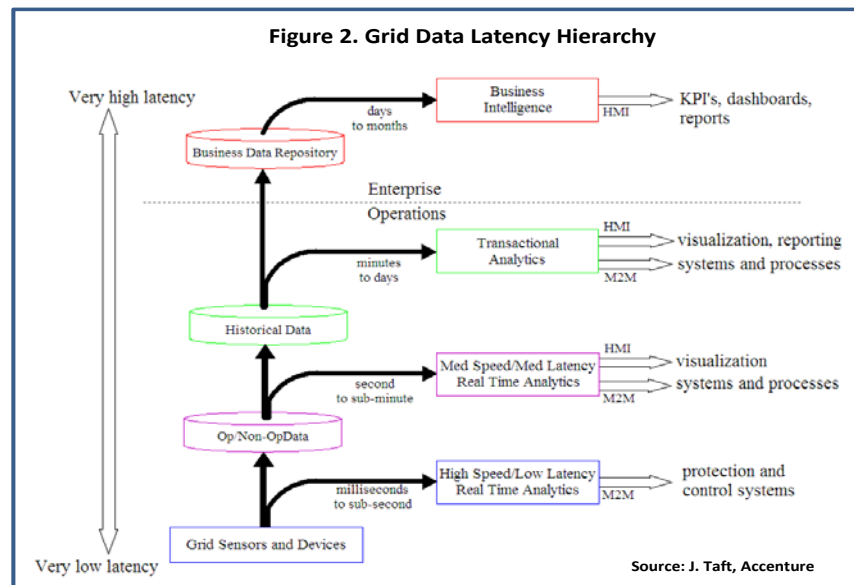 Figure 2. Grid Data Latency Hierarchy
Very high latency
days
to months
Business
Intelligence
HMI
KPI's, dashboards,
reports
Business Data Repository
Enterprise
Operations
minutes
to days
Transactional
Analytics
HMI
visualization, reporting
systems and processes
M2M
Historical Data
second
to sub-minute
Med Speed/Med Latency
Real Time Analytics
HMI
visualization
systems and processes
M2M
Op/Non-OpData
milliseconds
to sub-second
High Speed/Low Latency
Real Time Analytics
M2M
protection and
control systems
Grid Sensors and Devices
Very low latency
Source: J. Taft, Accenture